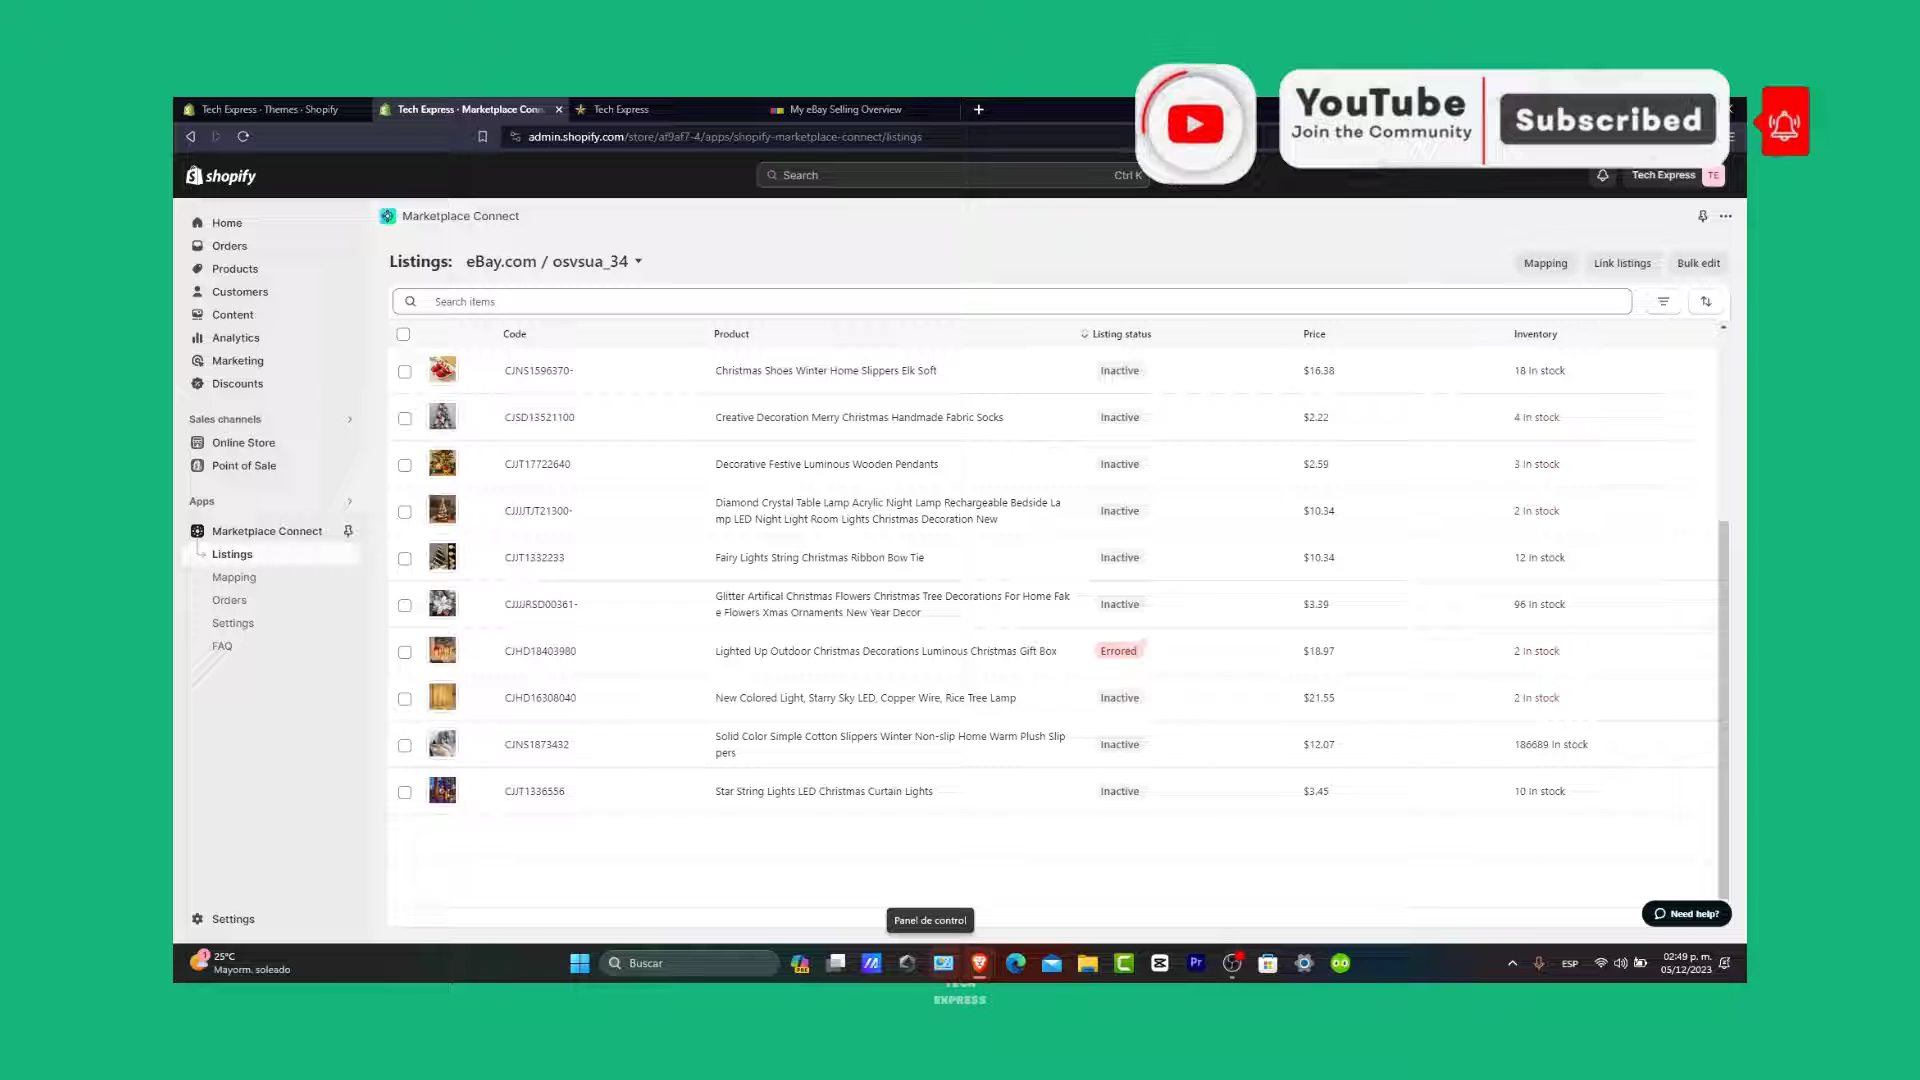 YouTube
Join the Community
Subscribed
Tech Express · Themes · Shopify
Tech Express · Marketplace Conn
Tech Express
My eBay Selling Overview
admin.shopify.com/store/af9af7-4/apps/shopify-marketplace-connect/listings
shopify
Search
Ctrl K
Tech Express
TE
Home
Orders
Products
Customers
Content
Analytics
Marketing
Discounts
Sales channels
Online Store
Point of Sale
Apps
Marketplace Connect
Listings
Mapping
Orders
Settings
FAQ
Settings
Marketplace Connect
Listings: eBay.com / osvsua_34
Mapping
Link listings
Bulk edit
Search items
Code Product Listing status Price Inventory
CJNS1596370- Christmas Shoes Winter Home Slippers Elk Soft Inactive $16.38 18 In stock
CJSD13521100 Creative Decoration Merry Christmas Handmade Fabric Socks Inactive $2.22 4 In stock
CJJT17722640 Decorative Festive Luminous Wooden Pendants Inactive $2.59 3 In stock
CJJJJTJT21300- Diamond Crystal Table Lamp Acrylic Night Lamp Rechargeable Bedside La
mp LED Night Light Room Lights Christmas Decoration New Inactive $10.34 2 In stock
CJJT1332233 Fairy Lights String Christmas Ribbon Bow Tie Inactive $10.34 12 In stock
CJJJJRSD00361- Glitter Artifical Christmas Flowers Christmas Tree Decorations For Home Fak
e Flowers Xmas Ornaments New Year Decor Inactive $3.39 96 In stock
CJHD18403980 Lighted Up Outdoor Christmas Decorations Luminous Christmas Gift Box Errored $18.97 2 In stock
CJHD16308040 New Colored Light, Starry Sky LED, Copper Wire, Rice Tree Lamp Inactive $21.55 2 In stock
CJNS1873432 Solid Color Simple Cotton Slippers Winter Non-slip Home Warm Plush Slip
pers Inactive $12.07 186689 In stock
CJJT1336556 Star String Lights LED Christmas Curtain Lights Inactive $3.45 10 In stock
Need help?
Panel de control
1
25°C
Mayorm. soleado
Buscar
PRE
Pr
ESP
02:49 p. m.
05/12/2023
TECH
EXPRESS